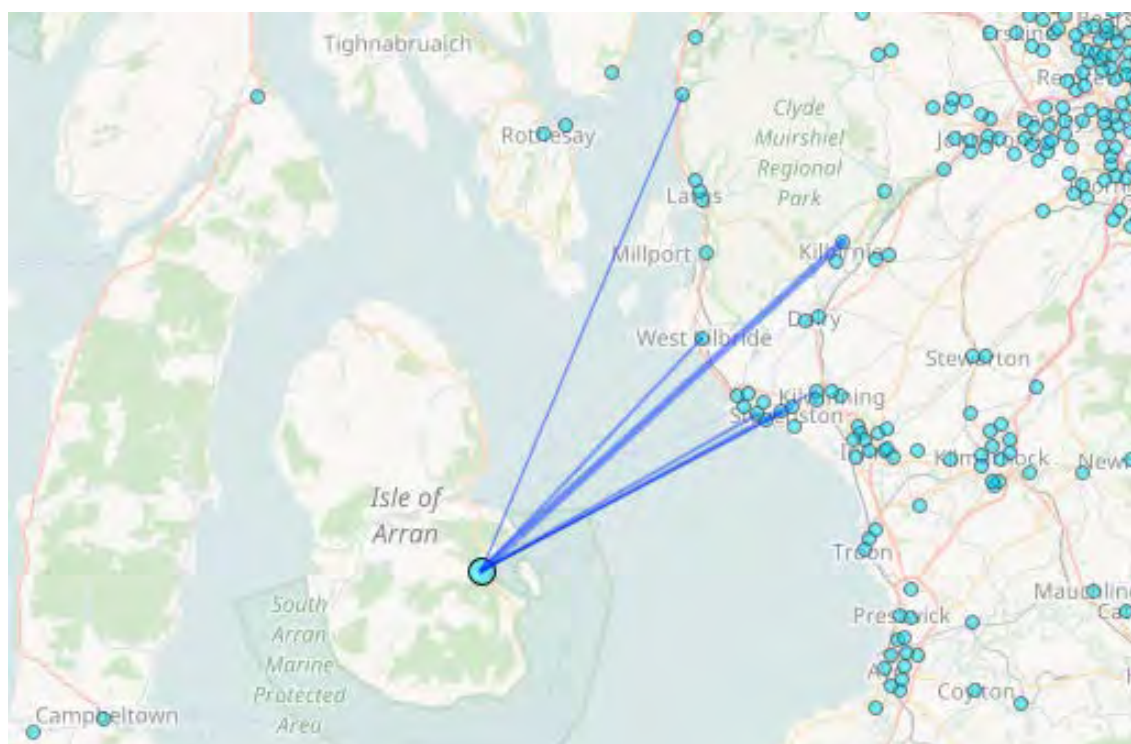 Tighnabruaich
Rothesay
Clyde
Muirshiel
Regional
Park
Largs
Millport
Kilbirnie
Dalry
West Kilbride
Stewarton
Kilwinning
Stevenston
Kilmarnock
Isle of
Arran
Troon
South
Arran
Marine
Protected
Area
Prestwick
Coylton
Campbeltown